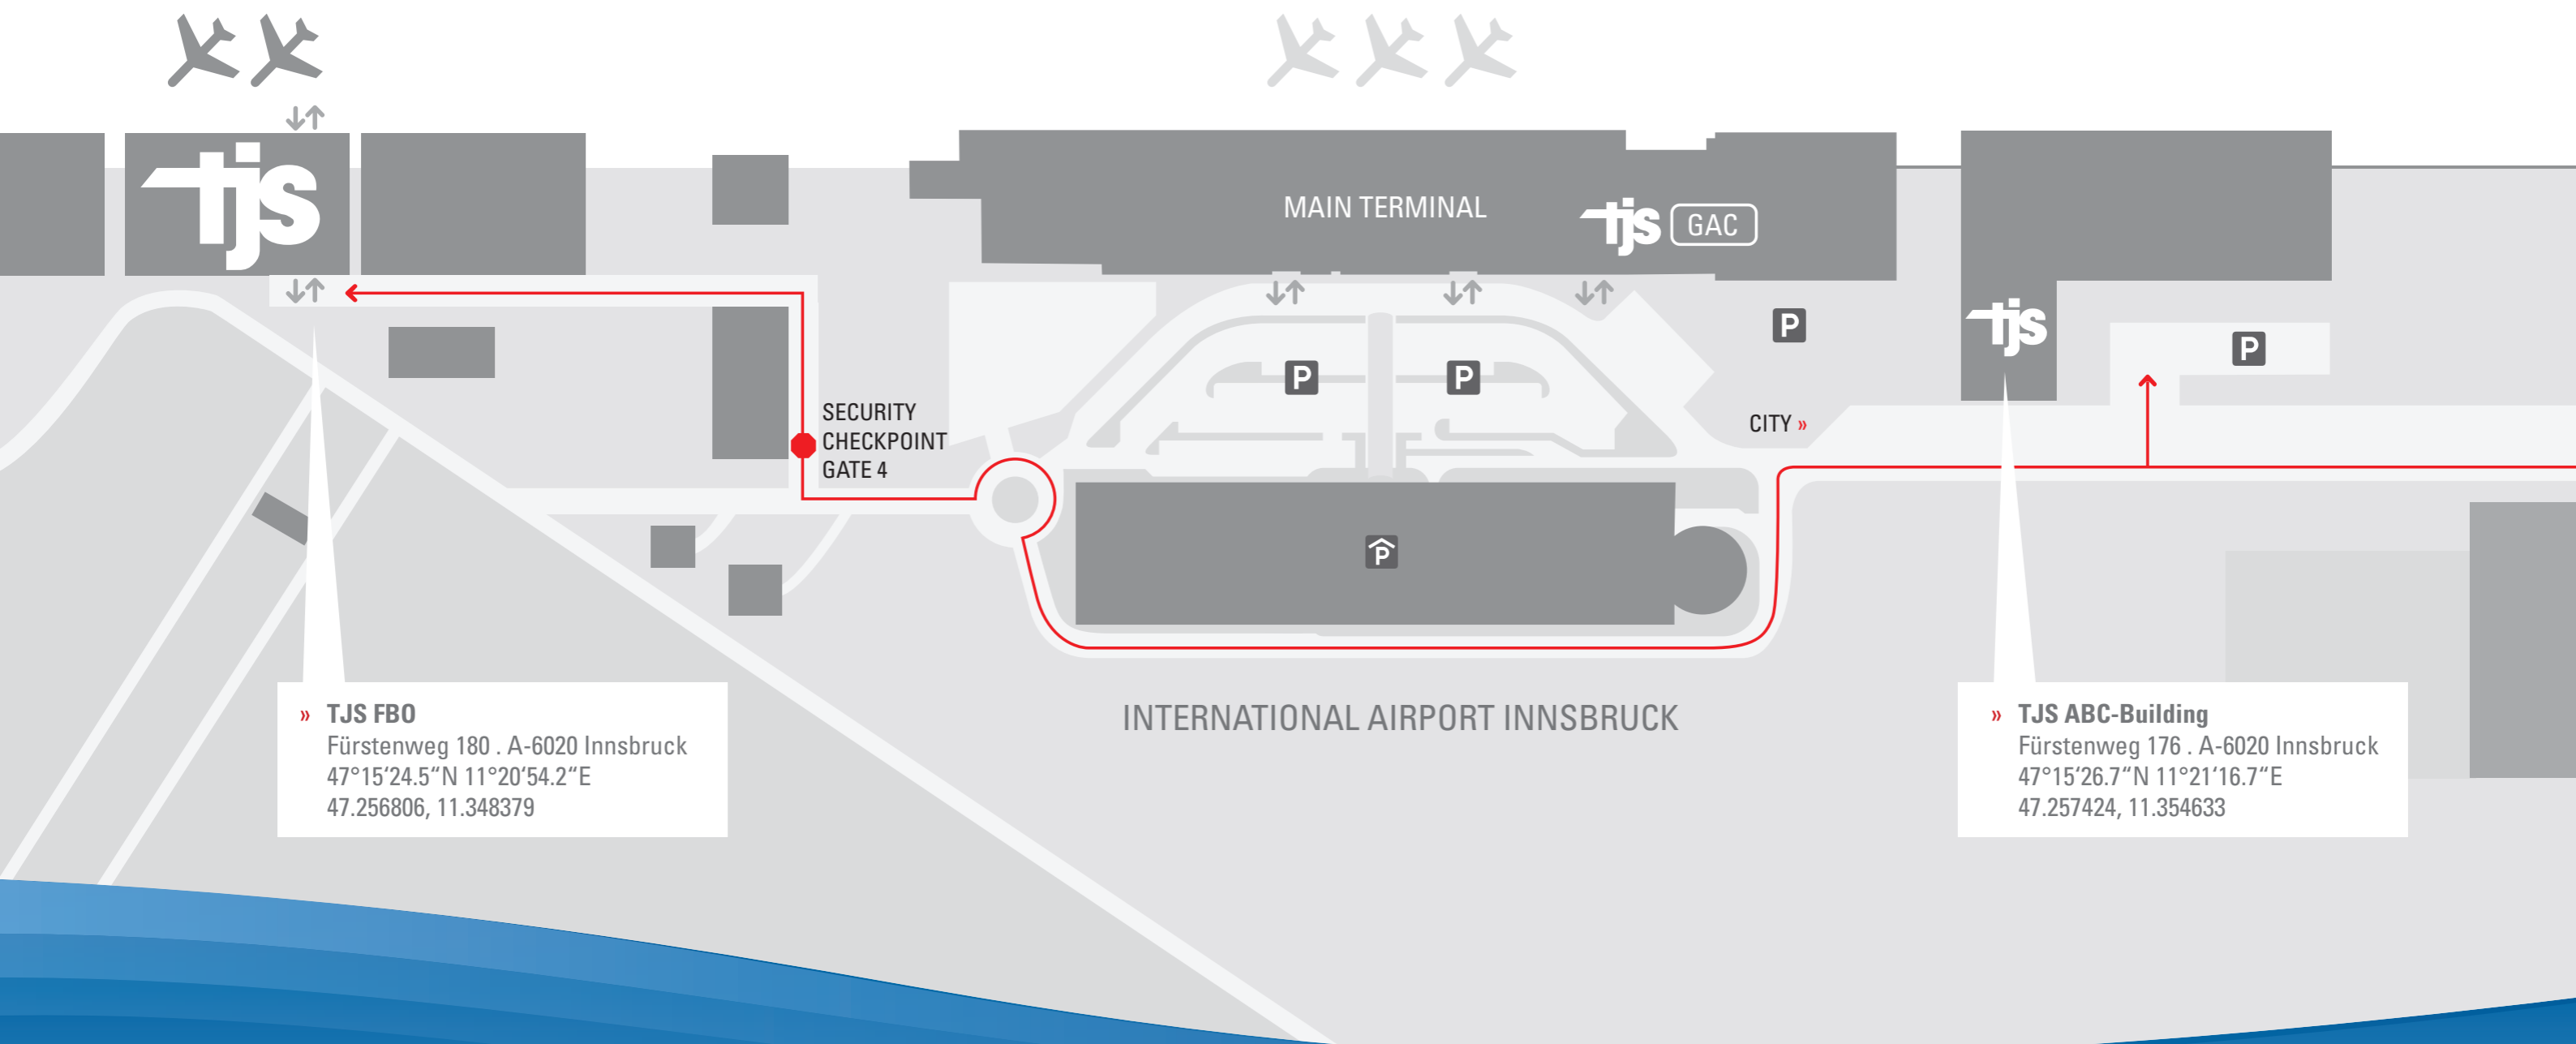 tjs
MAIN TERMINAL
tjs GAC
P
tjs
P
P
P
SECURITY
CHECKPOINT
GATE 4
CITY »
P
INTERNATIONAL AIRPORT INNSBRUCK
» TJS FBO
Fürstenweg 180 . A-6020 Innsbruck
47°15‘24.5“N 11°20‘54.2“E
47.256806, 11.348379
» TJS ABC-Building
Fürstenweg 176 . A-6020 Innsbruck
47°15‘26.7“N 11°21‘16.7“E
47.257424, 11.354633